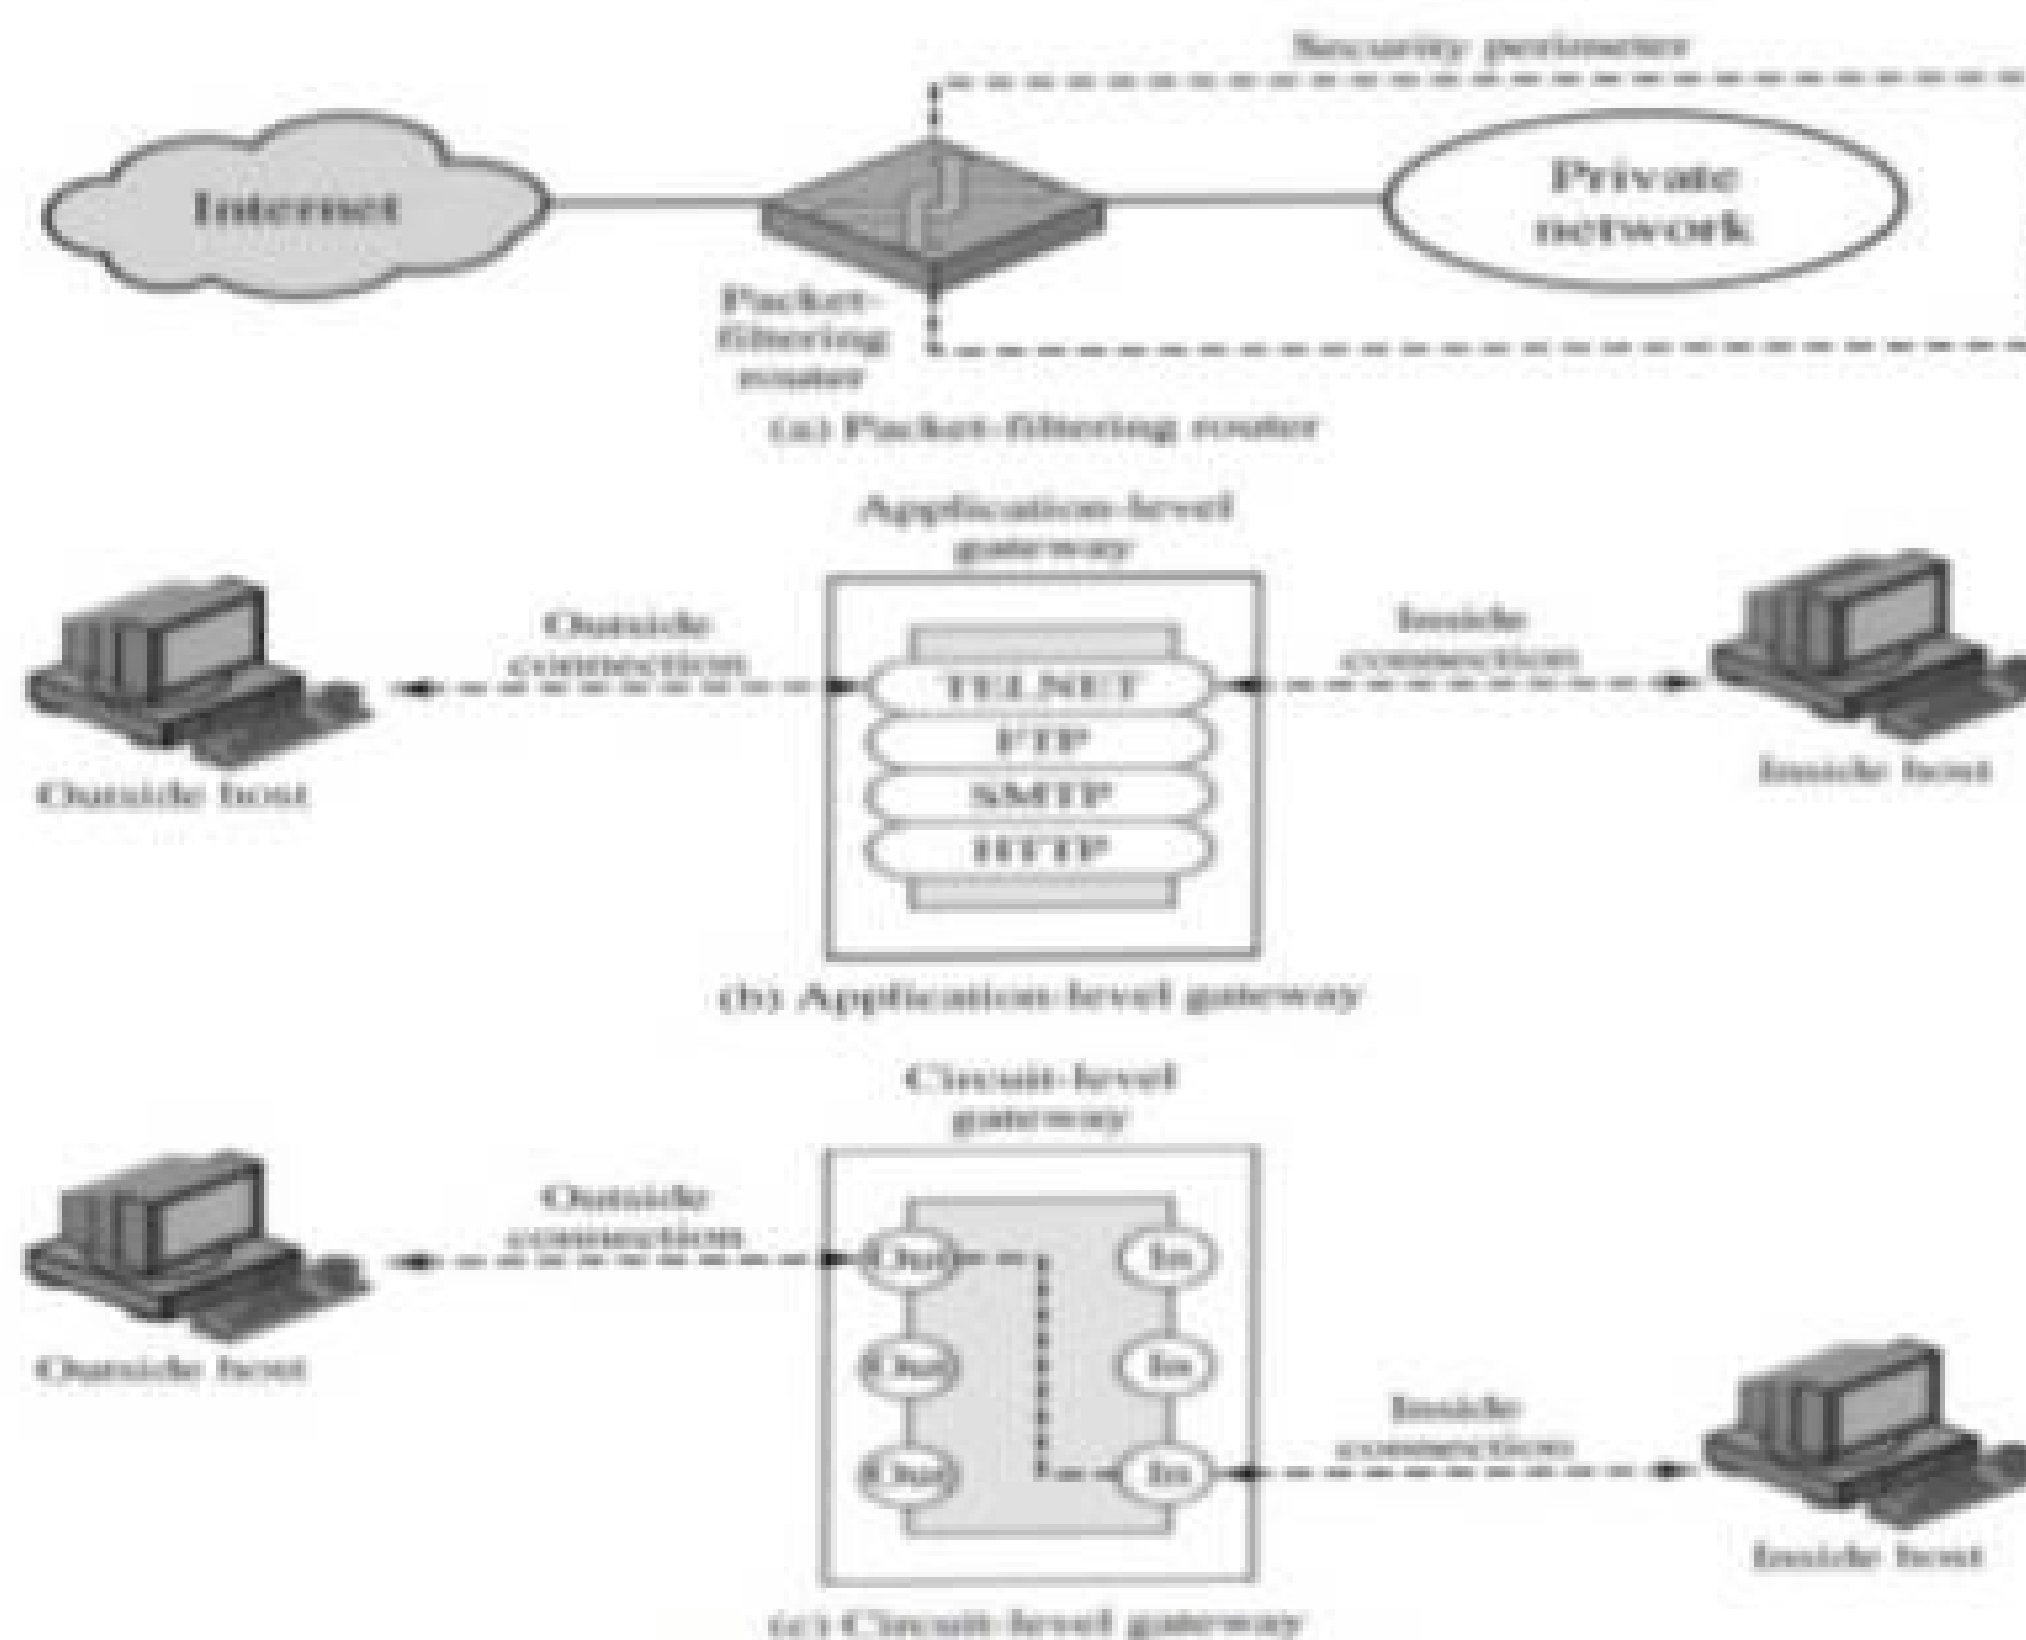 Security perimeter
Internet
Private
network
Packet-
filtering
router
(a) Packet-filtering router
Application-level
gateway
Outside
connection
Inside
connection
TELNET
FTP
SMTP
HTTP
Outside host
Inside host
(b) Application-level gateway
Circuit-level
gateway
Outside
connection
Out
In
Out
In
Out
In
Inside
connection
Outside host
Inside host
(c) Circuit-level gateway